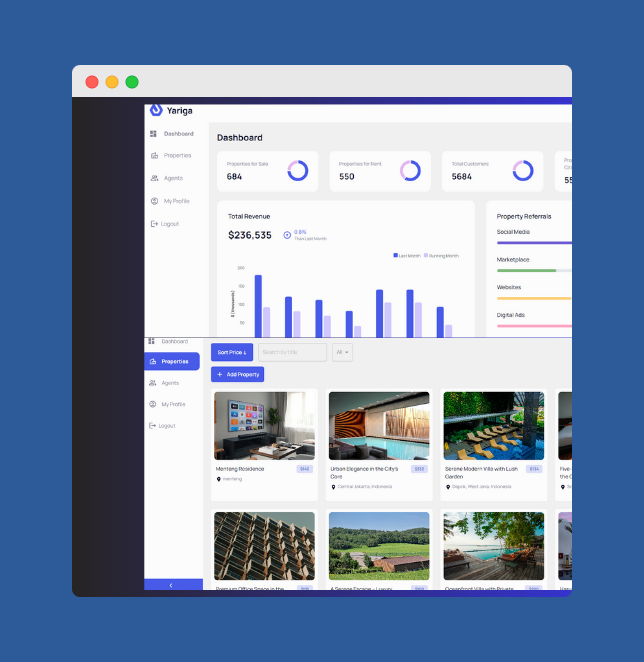 Yariga
Dashboard
Properties
Agents
My Profile
Logout
Dashboard
Properties for Sale
684
Properties for Rent
550
Total Customers
5684
Total Revenue
$236,535
0.8%
Than Last Month
Last Month
Running Month
200
150
100
50
$ (thousands)
Property Referrals
Social Media
Marketplace
Websites
Digital Ads
Dashboard
Properties
Agents
My Profile
Logout
Sort Price ↓
Search by title
All
+ Add Property
Menteng Residence
menteng
Urban Elegance in the City's
Core
Central Jakarta, Indonesia
Serene Modern Villa with Lush
Garden
Depok, West Java, Indonesia
Five
the C
Premium Office Space in the
A Serene Escape – Luxury
Oceanfront Villa with Private